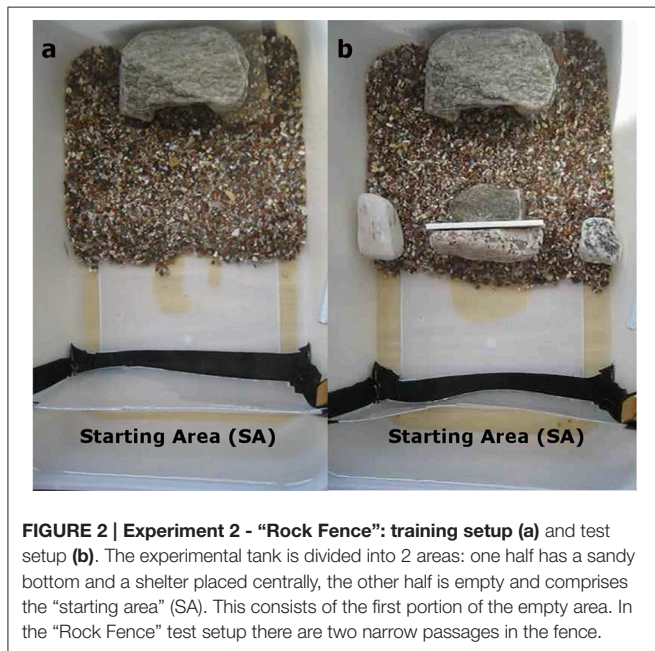 a
b
Starting Area (SA)
Starting Area (SA)
FIGURE 2 | Experiment 2 - “Rock Fence”: training setup (a) and test
setup (b). The experimental tank is divided into 2 areas: one half has a sandy
bottom and a shelter placed centrally, the other half is empty and comprises
the “starting area” (SA). This consists of the first portion of the empty area. In
the “Rock Fence” test setup there are two narrow passages in the fence.